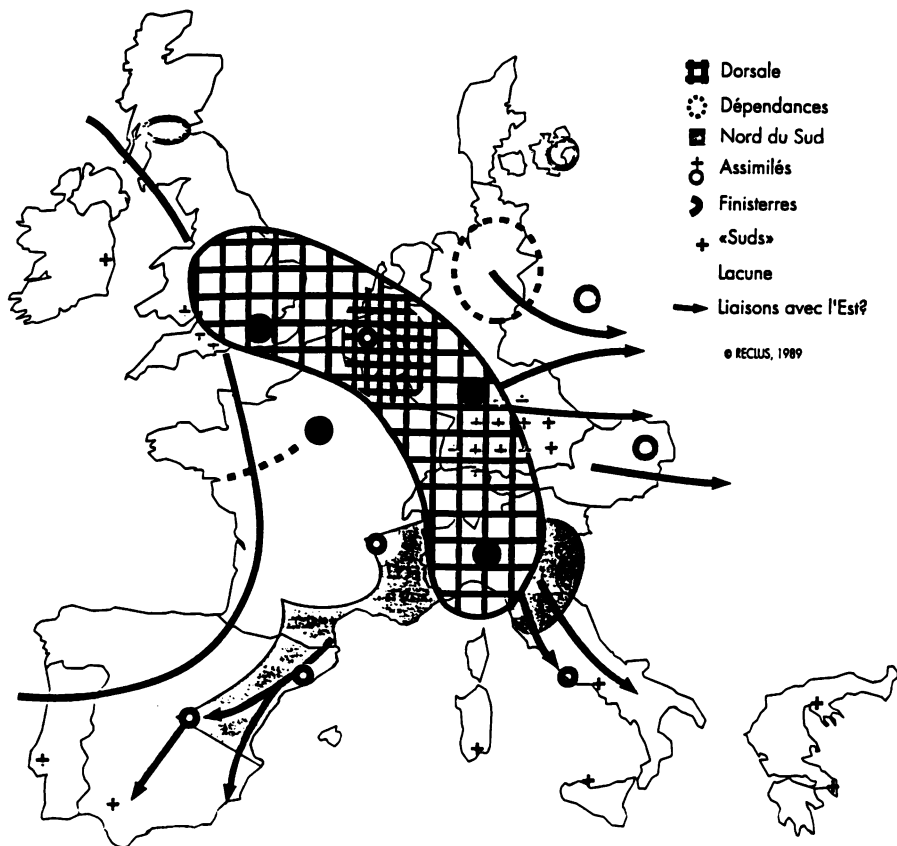 Dorsale
Dépendances
Nord du Sud
Assimilés
Finisterres
«Suds»
Lacune
Liaisons avec l'Est?
© RECLUS, 1989